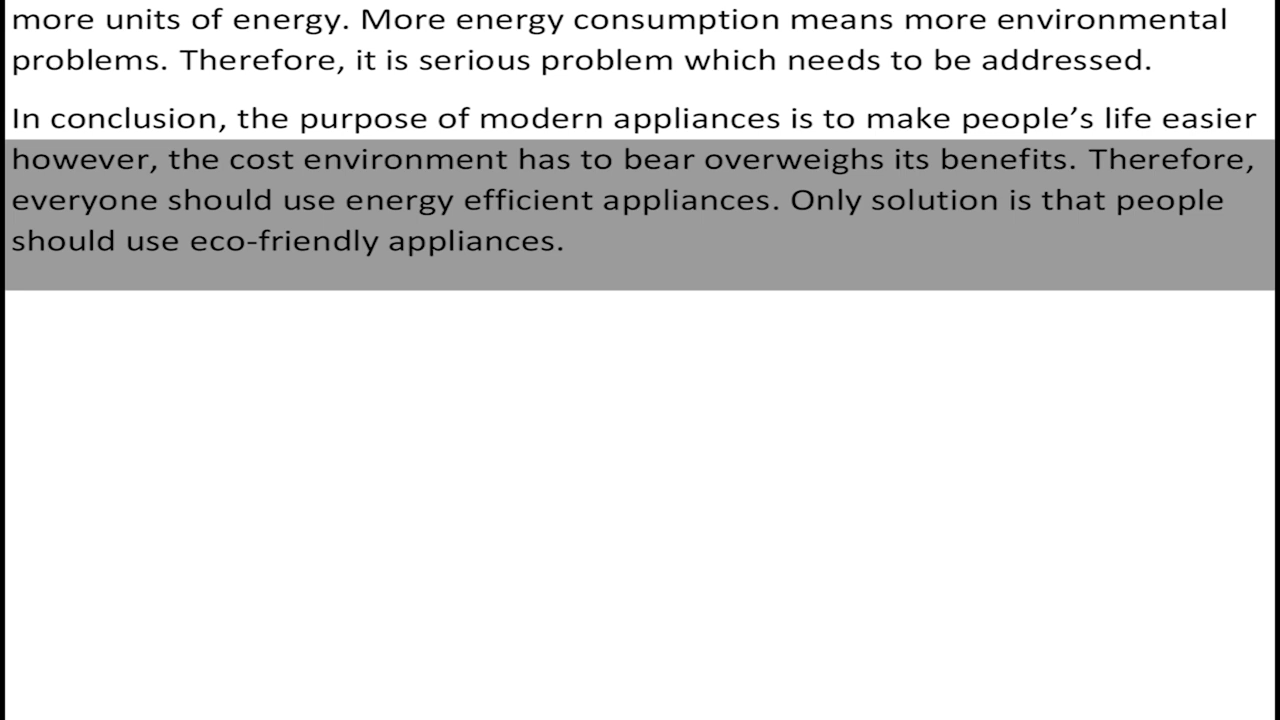 more units of energy. More energy consumption means more environmental
problems. Therefore, it is serious problem which needs to be addressed.
In conclusion, the purpose of modern appliances is to make people’s life easier
however, the cost environment has to bear overweighs its benefits. Therefore,
everyone should use energy efficient appliances. Only solution is that people
should use eco-friendly appliances.